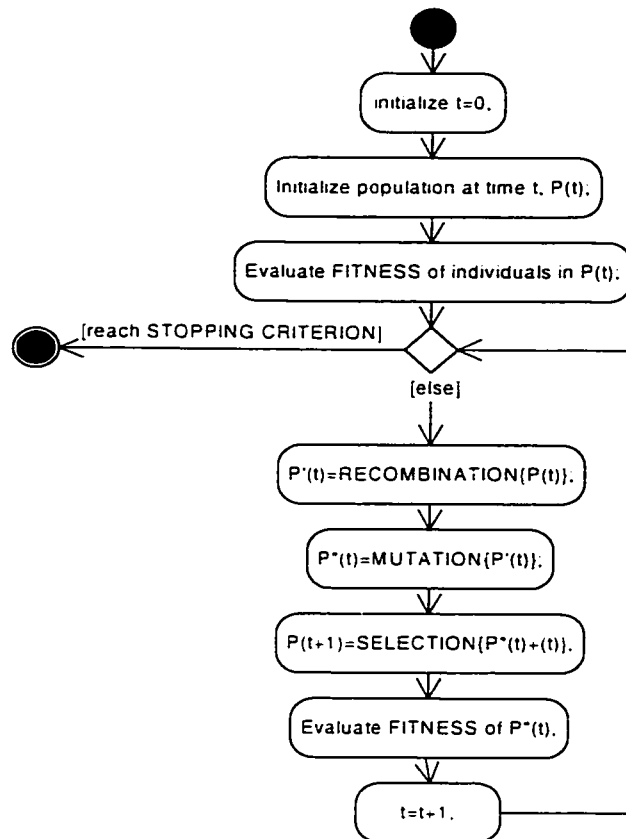 initialize t=0.
Initialize population at time t, P(t);
Evaluate FITNESS of individuals in P(t);
[reach STOPPING CRITERION]
[else]
P'(t)=RECOMBINATION{P(t)};
P"(t)=MUTATION{P'(t)};
P(t+1)=SELECTION{P"(t)+(t)}.
Evaluate FITNESS of P"(t).
t=t+1.